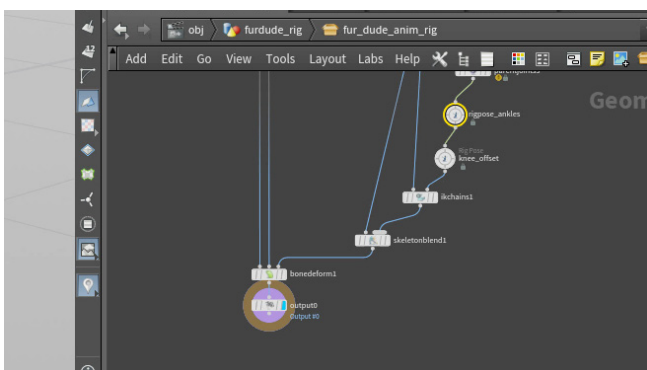 obj furdude_rig fur_dude_anim_rig
Add Edit Go View Tools Layout Labs Help
Geom
rigpose_ankles
Rig Pose
knee_offset
ikchains1
skeletonblend1
bonedeform1
output0
Output #0